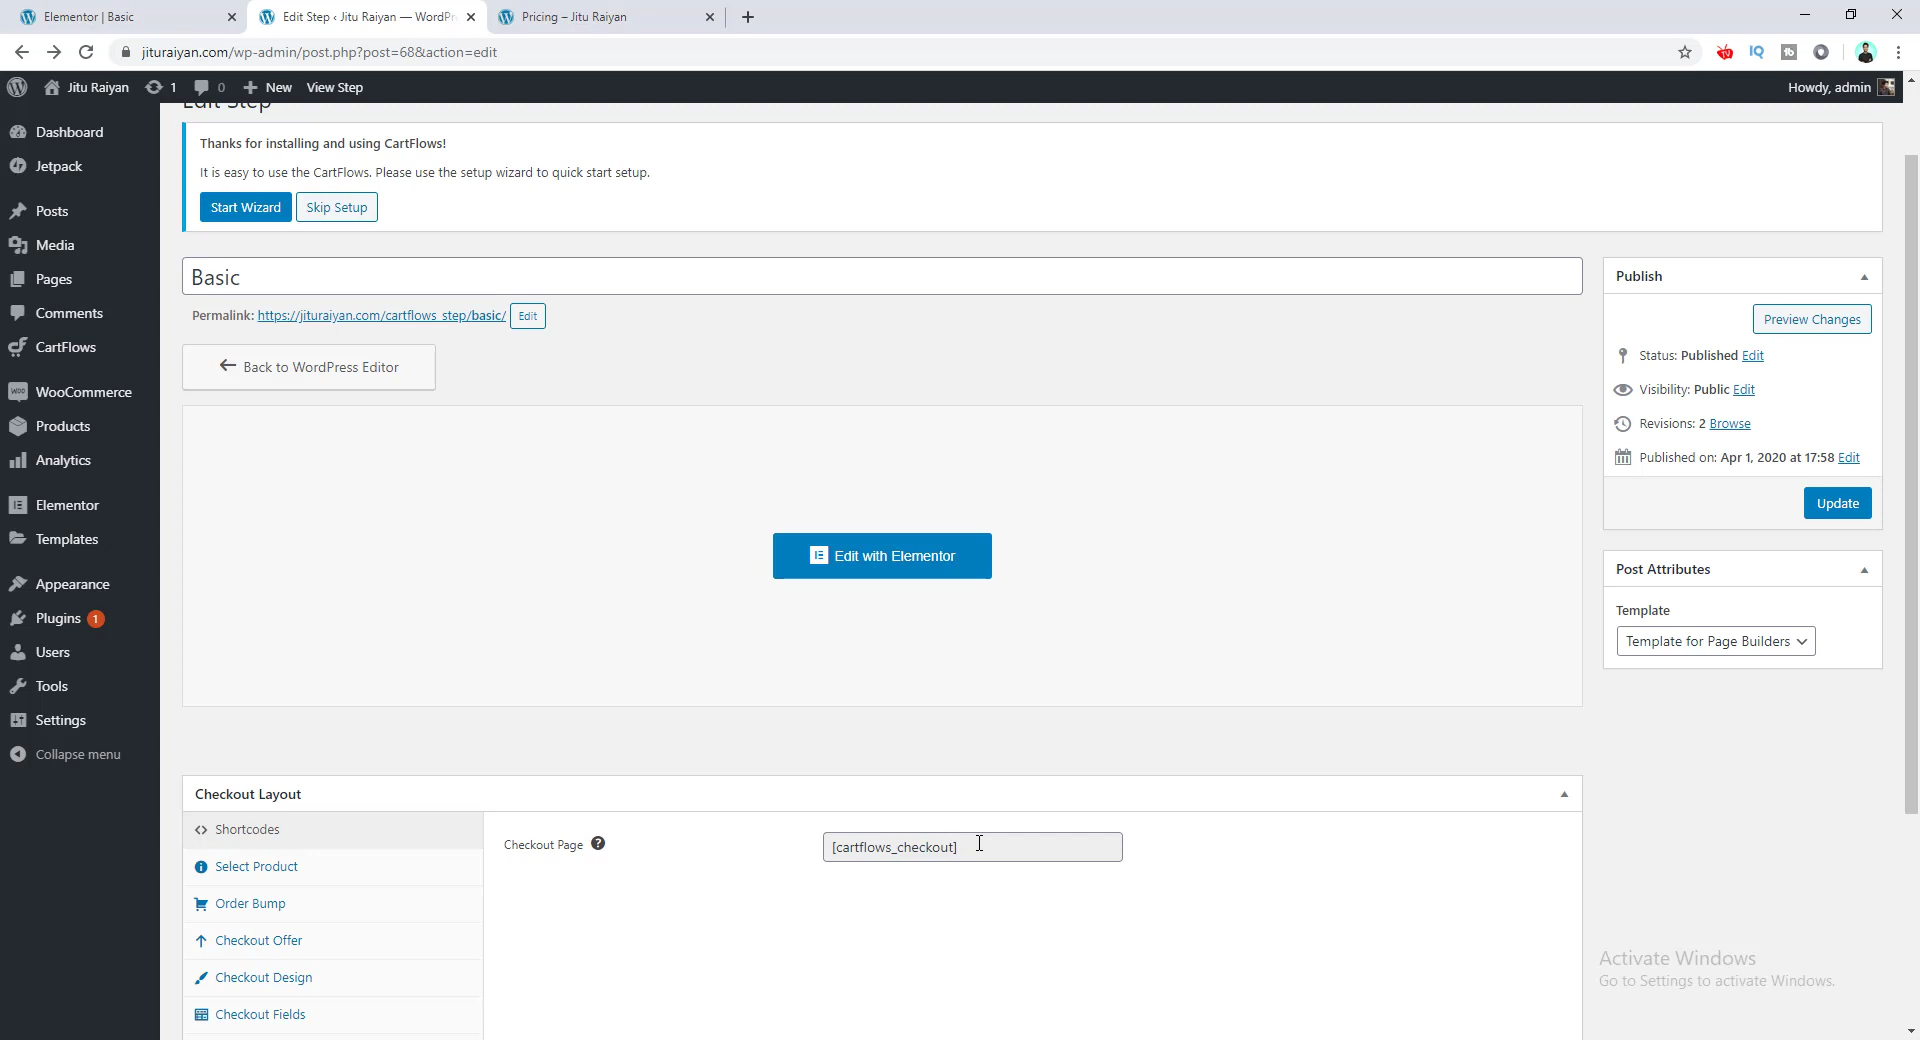 Elementor | Basic
Edit Step ‹ Jitu Raiyan — WordPr
Pricing – Jitu Raiyan
jituraiyan.com/wp-admin/post.php?post=68&action=edit
Jitu Raiyan
1
0
New
View Step
Howdy, admin
Edit Step
Dashboard
Jetpack
Posts
Media
Pages
Comments
CartFlows
WooCommerce
Products
Analytics
Elementor
Templates
Appearance
Plugins 1
Users
Tools
Settings
Collapse menu
Thanks for installing and using CartFlows!
It is easy to use the CartFlows. Please use the setup wizard to quick start setup.
Start Wizard
Skip Setup
Basic
Permalink: https://jituraiyan.com/cartflows_step/basic/ Edit
Back to WordPress Editor
Edit with Elementor
Publish
Preview Changes
Status: Published Edit
Visibility: Public Edit
Revisions: 2 Browse
Published on: Apr 1, 2020 at 17:58 Edit
Update
Post Attributes
Template
Template for Page Builders
Checkout Layout
Shortcodes
Select Product
Order Bump
Checkout Offer
Checkout Design
Checkout Fields
Checkout Page
[cartflows_checkout]
Activate Windows
Go to Settings to activate Windows.